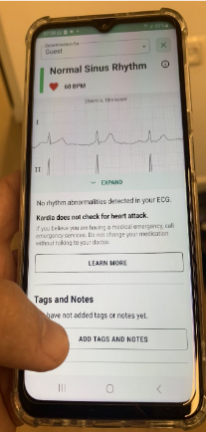 Guest
Normal Sinus Rhythm
60 BPM
I
II
EXPAND
No rhythm abnormalities detected in your ECG.
Kardia does not check for heart attack.
If you believe you are having a medical emergency, call
emergency services. Do not change your medication
without talking to your doctor.
LEARN MORE
Tags and Notes
have not added tags or notes yet.
ADD TAGS AND NOTES